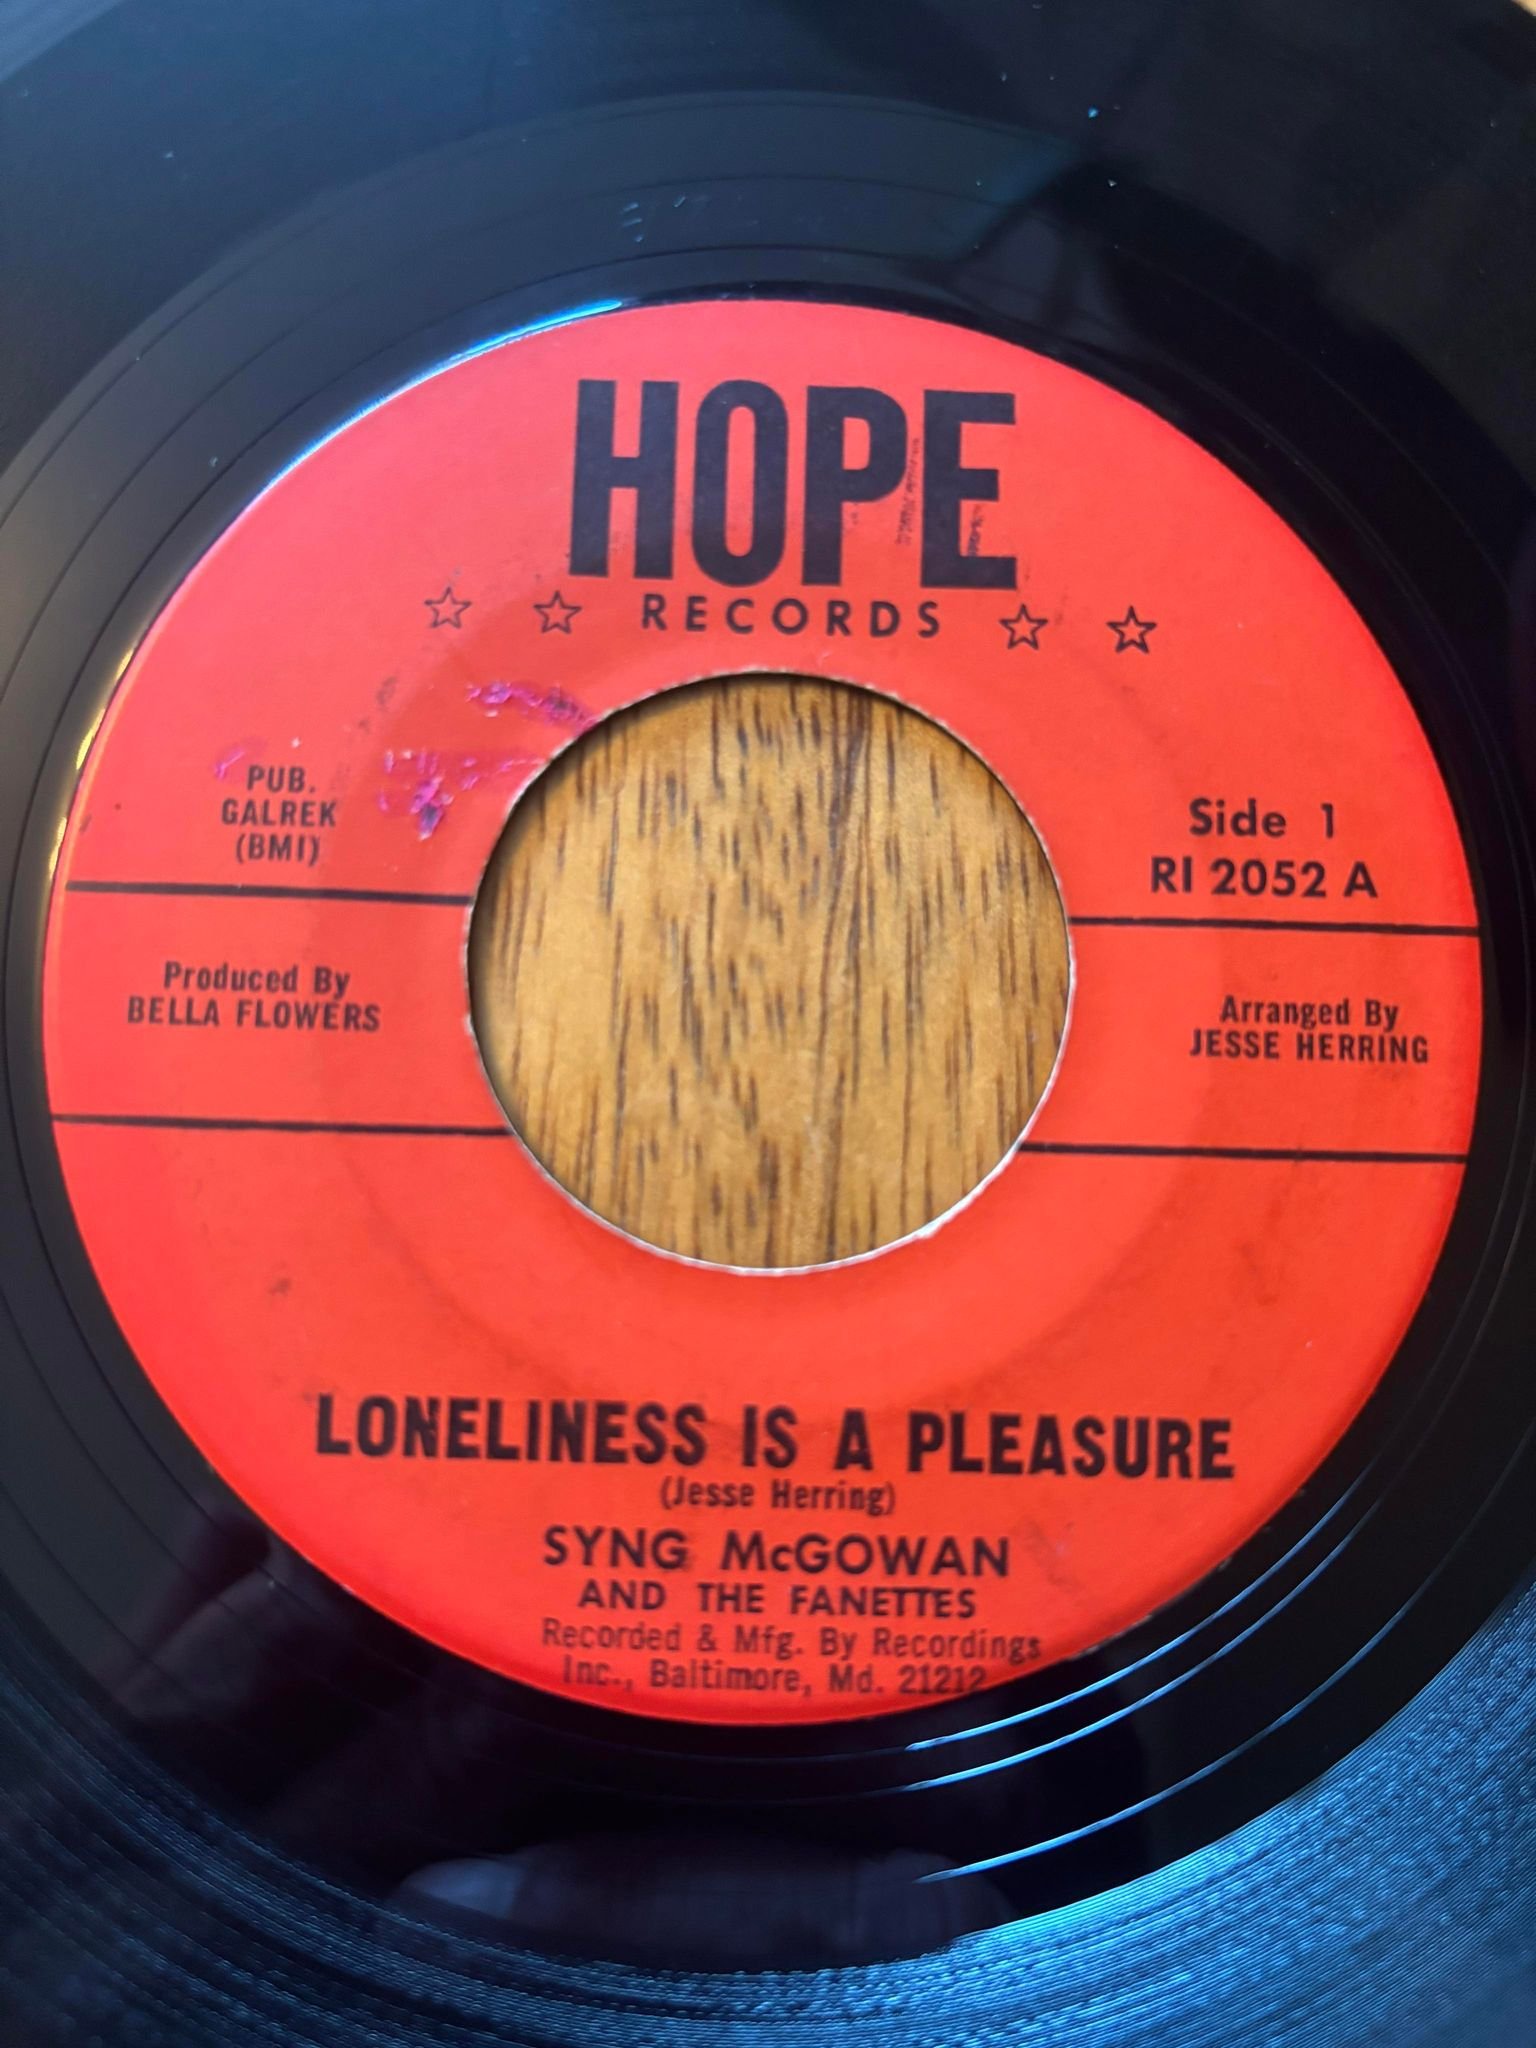 HOPE
RECORDS
PUB.
GALREK
(BMI)
Side 1
RI 2052 A
Produced By
BELLA FLOWERS
Arranged By
JESSE HERRING
LONELINESS IS A PLEASURE
(Jesse Herring)
SYNG McGOWAN
AND THE FANETTES
Recorded & Mfg. By Recordings
Inc., Baltimore, Md. 21212